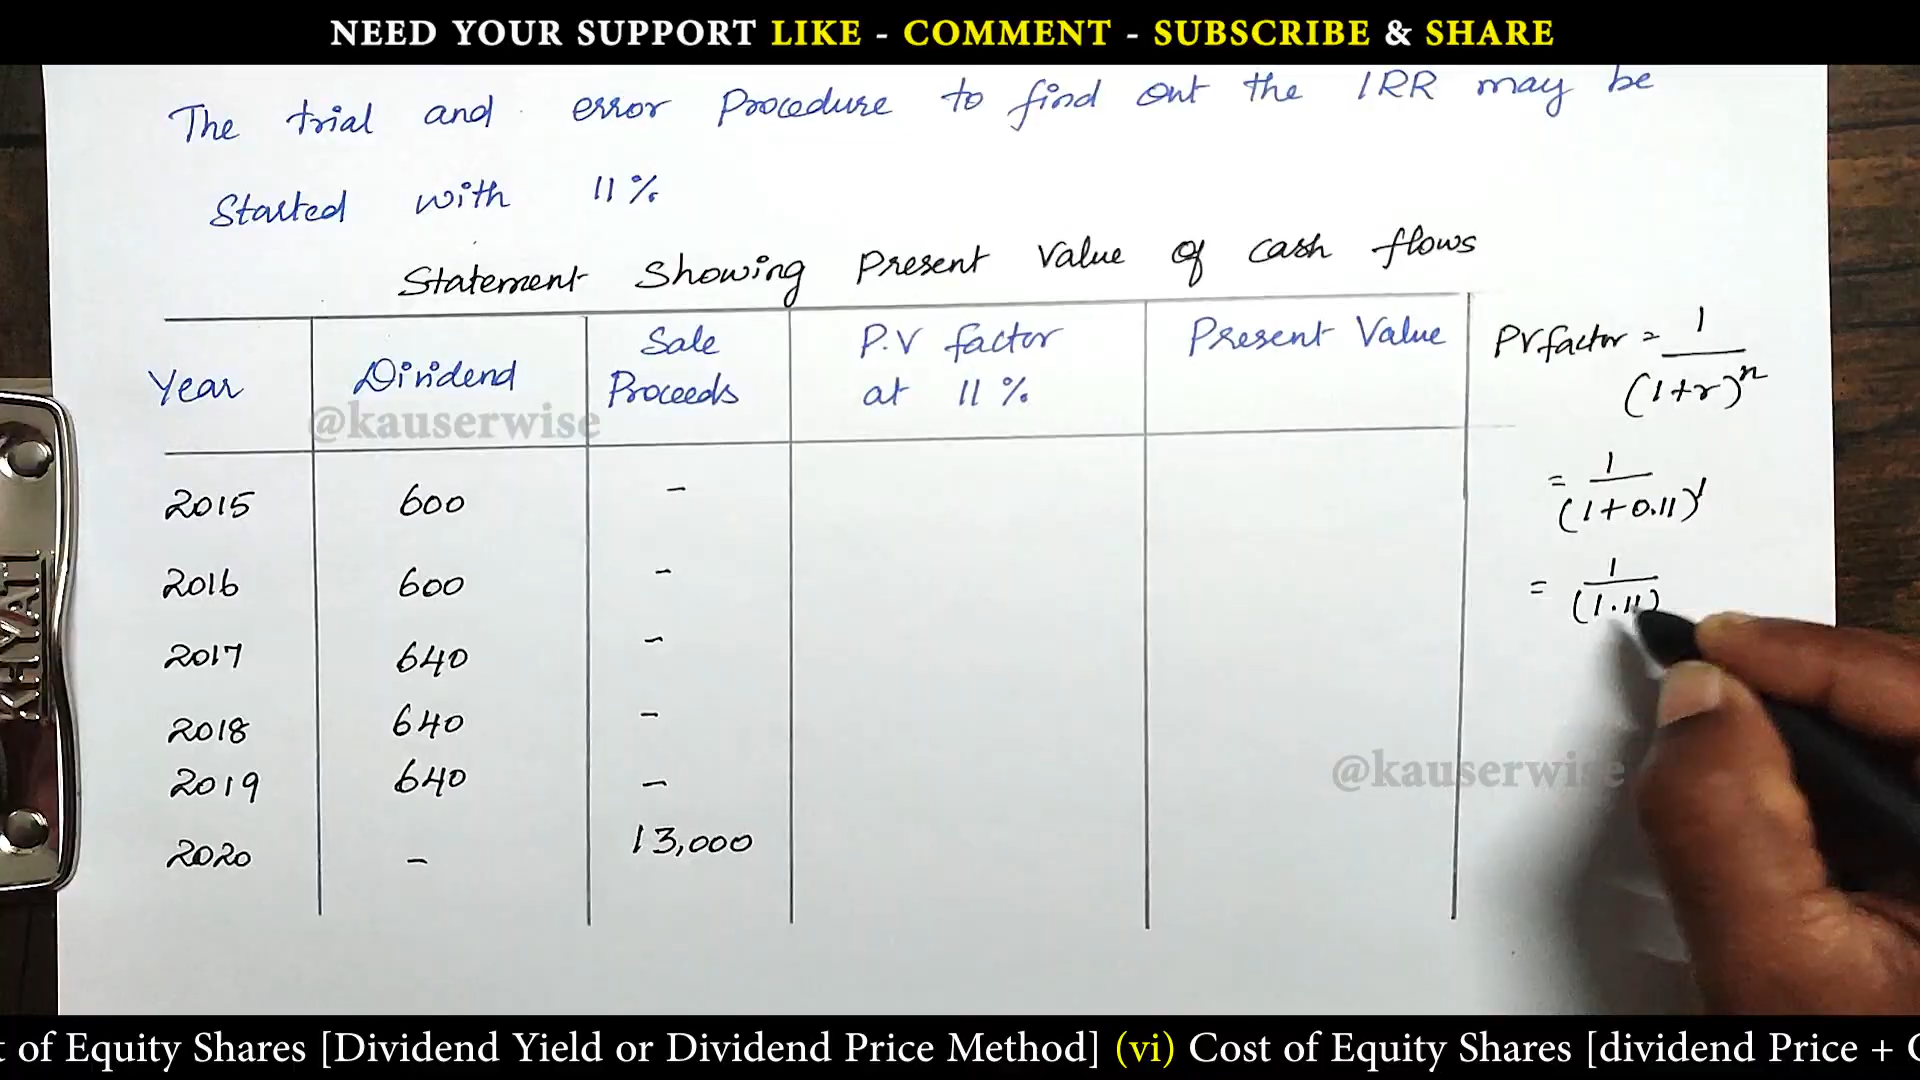 NEED YOUR SUPPORT LIKE - COMMENT - SUBSCRIBE & SHARE
The trial and error Procedure to find out the IRR may be
Started with 11%
Statement Showing Present Value of cash flows
Year Dividend Sale Proceeds P.V factor at 11% Present Value
@kauserwise
2015 600 -
2016 600 -
2017 640 -
2018 640 -
2019 640 -
2020 - 13,000
PV factor = 1/(1+r)^n
= 1/(1+0.11)^1
= 1/(1.11)
@kauserwise
KHYATI
t of Equity Shares [Dividend Yield or Dividend Price Method] (vi) Cost of Equity Shares [dividend Price + G